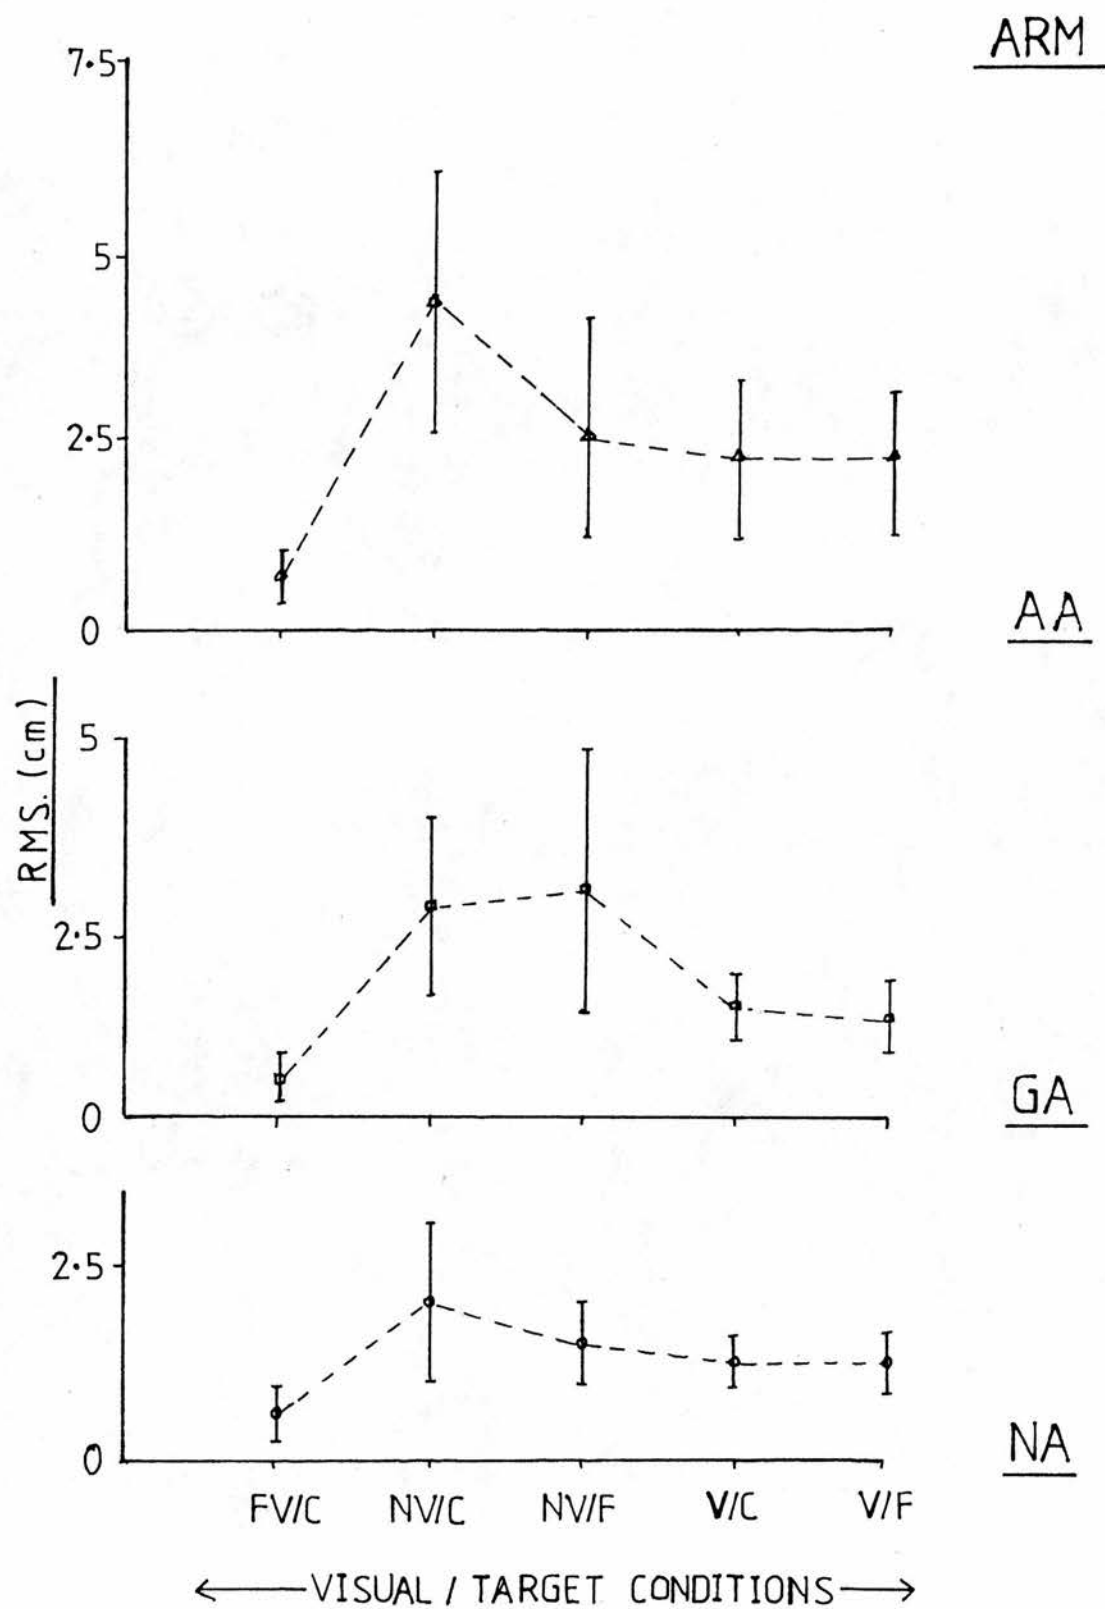 ARM
7·5
5
2·5
0
AA
RMS. (cm)
5
2·5
0
GA
2·5
0
NA
FV/C NV/C NV/F V/C V/F
VISUAL / TARGET CONDITIONS